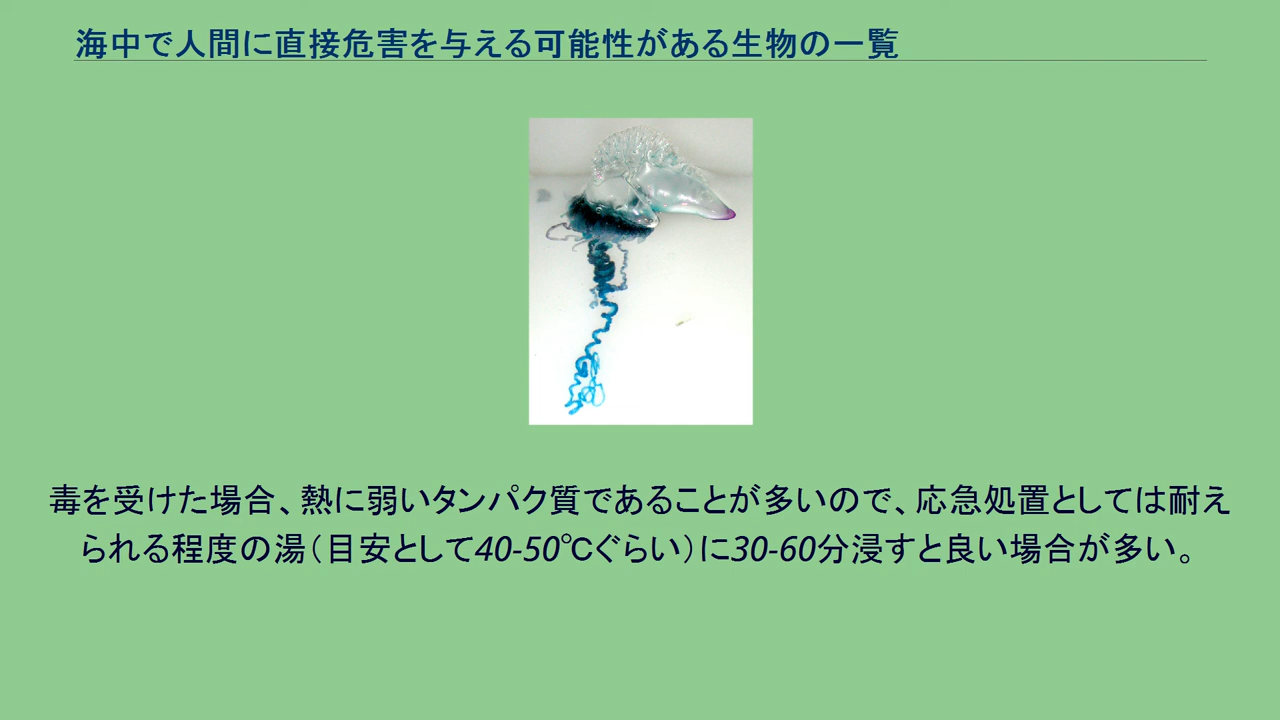 海中で人間に直接危害を与える可能性がある生物の一覧
毒を受けた場合、熱に弱いタンパク質であることが多いので、応急処置としては耐え
られる程度の湯（目安として40-50℃ぐらい）に30-60分浸すと良い場合が多い。